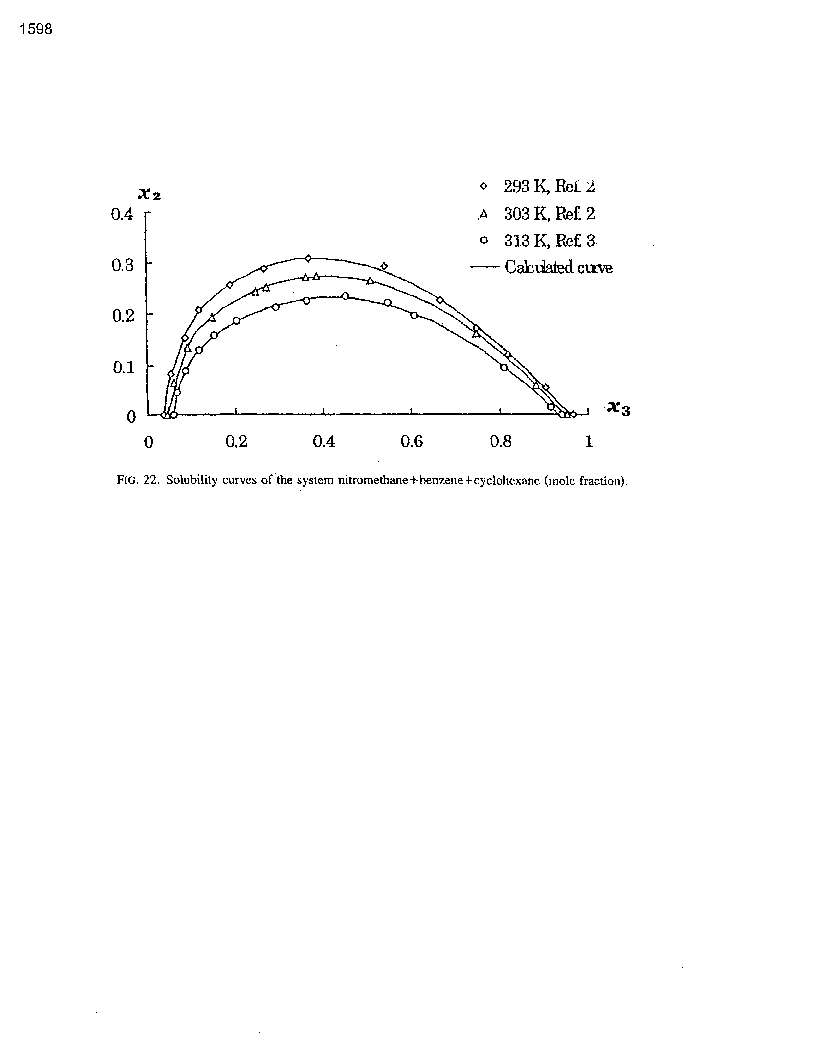 1598
x2
0.4
0.3
0.2
0.1
0
◇ 293 K, Ref. 2
△ 303 K, Ref. 2
○ 313 K, Ref. 3
Calculated curve
x3
0 0.2 0.4 0.6 0.8 1
FIG. 22. Solubility curves of the system nitromethane+benzene+cyclohexane (mole fraction).